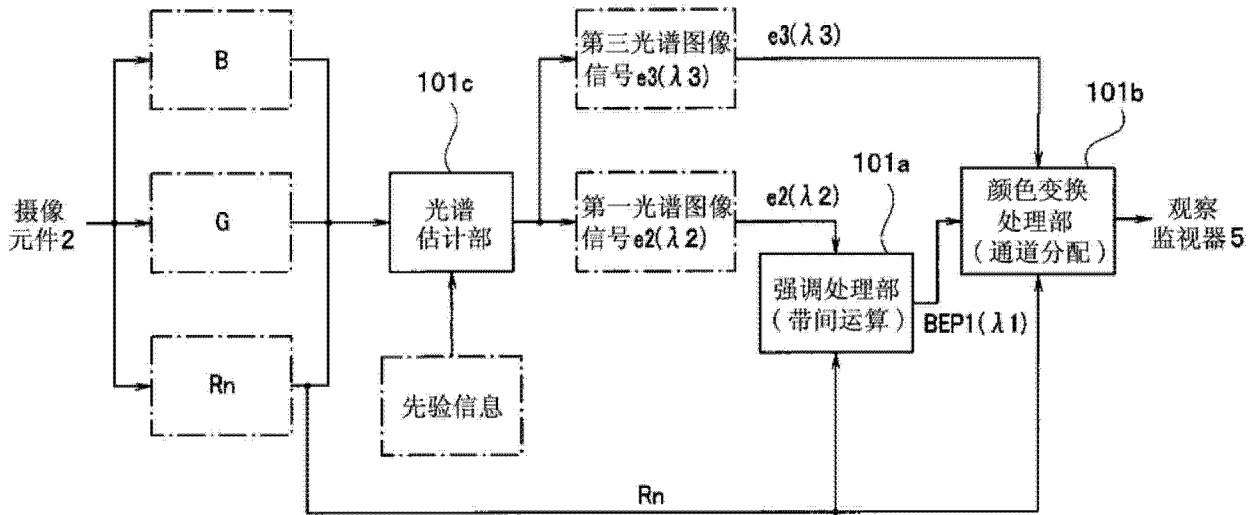 摄像
元件2
B
G
Rn
101c
光谱
估计部
先验信息
第三光谱图像
信号e3(λ3)
e3(λ3)
第一光谱图像
信号e2(λ2)
e2(λ2)
101a
强调处理部
(带间运算)
BEP1(λ1)
101b
颜色变换
处理部
(通道分配)
观察
监视器5
Rn